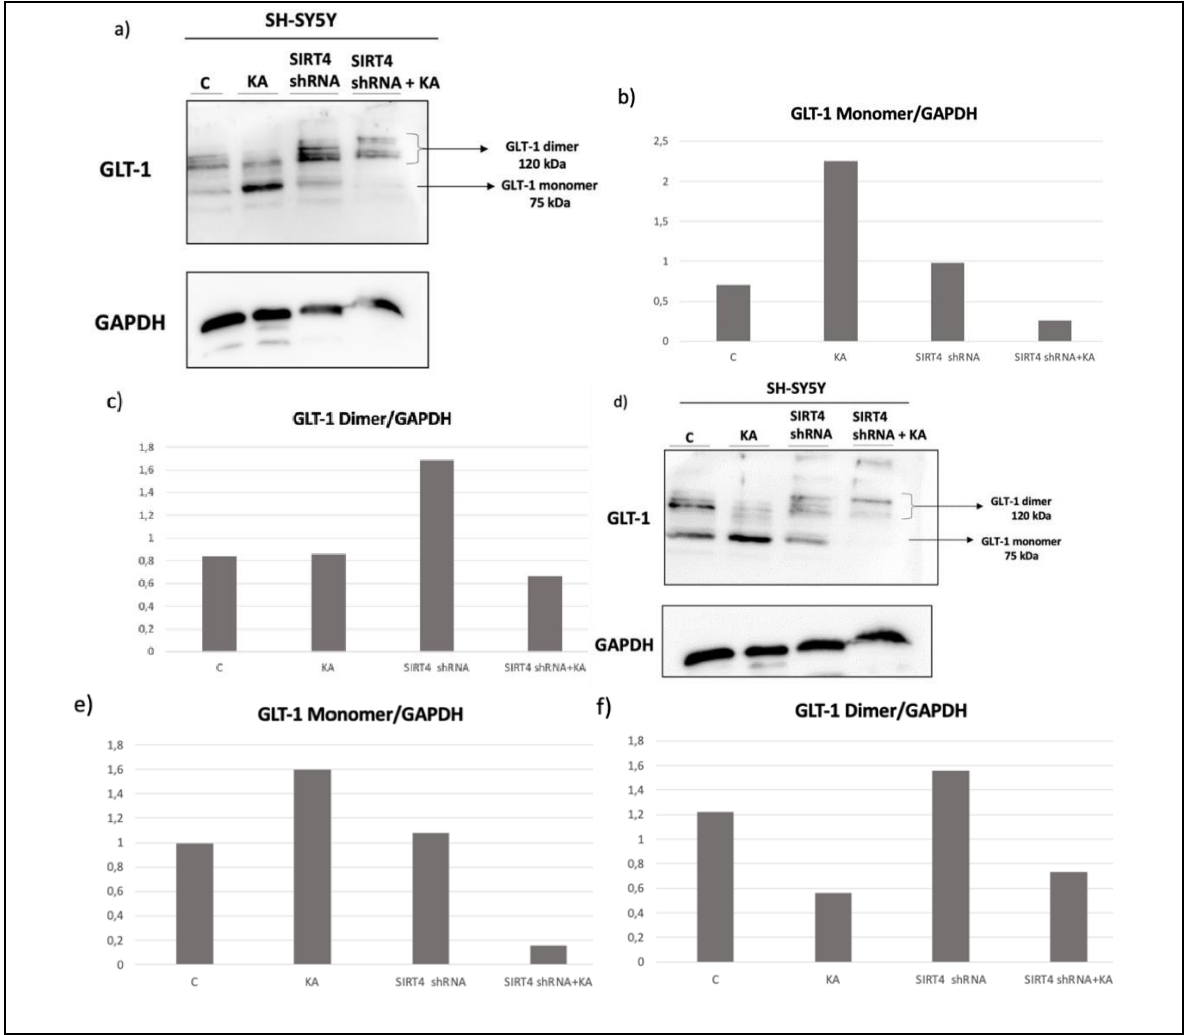 a)
SH-SY5Y
C KA SIRT4 shRNA SIRT4 shRNA + KA
GLT-1
GLT-1 dimer
120 kDa
GLT-1 monomer
75 kDa
GAPDH
b)
GLT-1 Monomer/GAPDH
2,5
2
1,5
1
0,5
0
C KA SIRT4 shRNA SIRT4 shRNA+KA
c)
GLT-1 Dimer/GAPDH
1,8
1,6
1,4
1,2
1
0,8
0,6
0,4
0,2
0
C KA SIRT4 shRNA SIRT4 shRNA+KA
d)
SH-SY5Y
C KA SIRT4 shRNA SIRT4 shRNA + KA
GLT-1
GLT-1 dimer
120 kDa
GLT-1 monomer
75 kDa
GAPDH
e)
GLT-1 Monomer/GAPDH
1,8
1,6
1,4
1,2
1
0,8
0,6
0,4
0,2
0
C KA SIRT4 shRNA SIRT4 shRNA+KA
f)
GLT-1 Dimer/GAPDH
1,8
1,6
1,4
1,2
1
0,8
0,6
0,4
0,2
0
C KA SIRT4 shRNA SIRT4 shRNA+KA